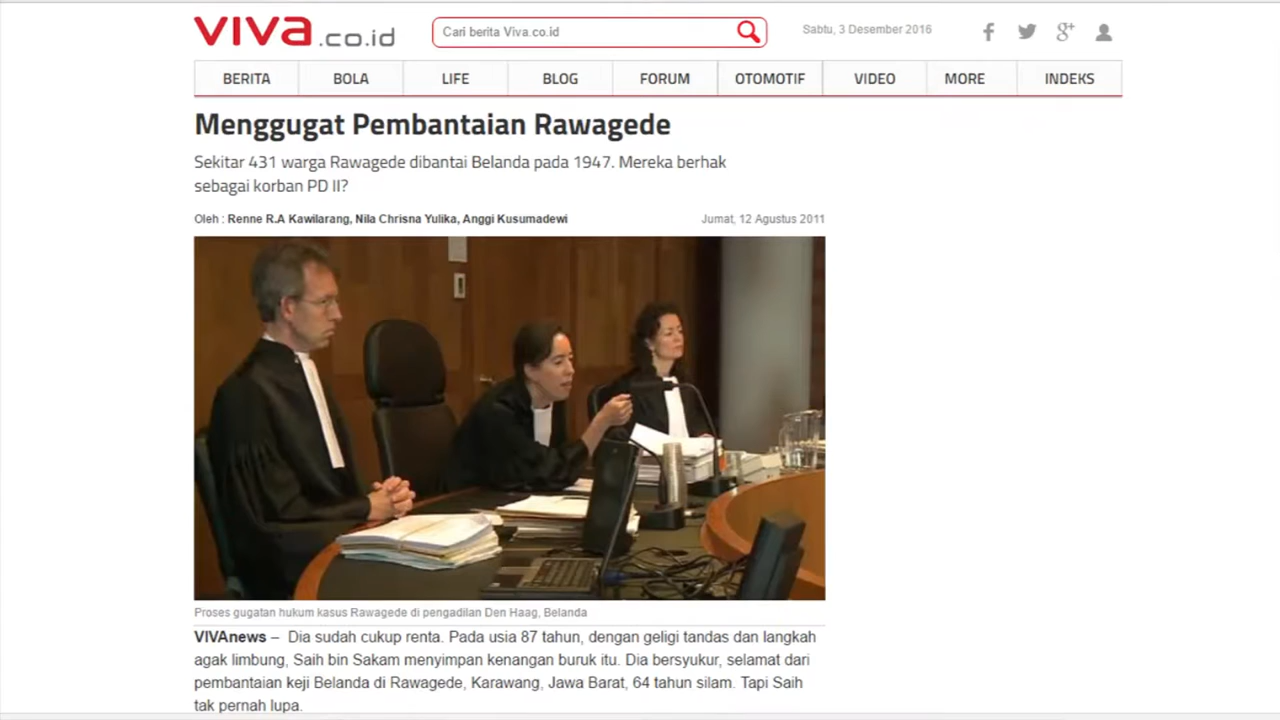 VIVA.co.id
Cari berita Viva.co.id
Sabtu, 3 Desember 2016
BERITA BOLA LIFE BLOG FORUM OTOMOTIF VIDEO MORE INDEKS
Menggugat Pembantaian Rawagede
Sekitar 431 warga Rawagede dibantai Belanda pada 1947. Mereka berhak
sebagai korban PD II?
Oleh : Renne R.A Kawilarang, Nila Chrisna Yulika, Anggi Kusumadewi
Jumat, 12 Agustus 2011
Proses gugatan hukum kasus Rawagede di pengadilan Den Haag, Belanda
VIVAnews – Dia sudah cukup renta. Pada usia 87 tahun, dengan geligi tandas dan langkah
agak limbung, Saih bin Sakam menyimpan kenangan buruk itu. Dia bersyukur, selamat dari
pembantaian keji Belanda di Rawagede, Karawang, Jawa Barat, 64 tahun silam. Tapi Saih
tak pernah lupa.